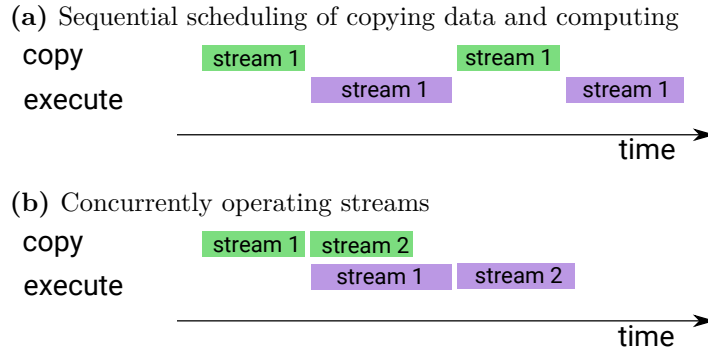 (a) Sequential scheduling of copying data and computing
copy stream 1 stream 1
execute stream 1 stream 1
time
(b) Concurrently operating streams
copy stream 1 stream 2
execute stream 1 stream 2
time